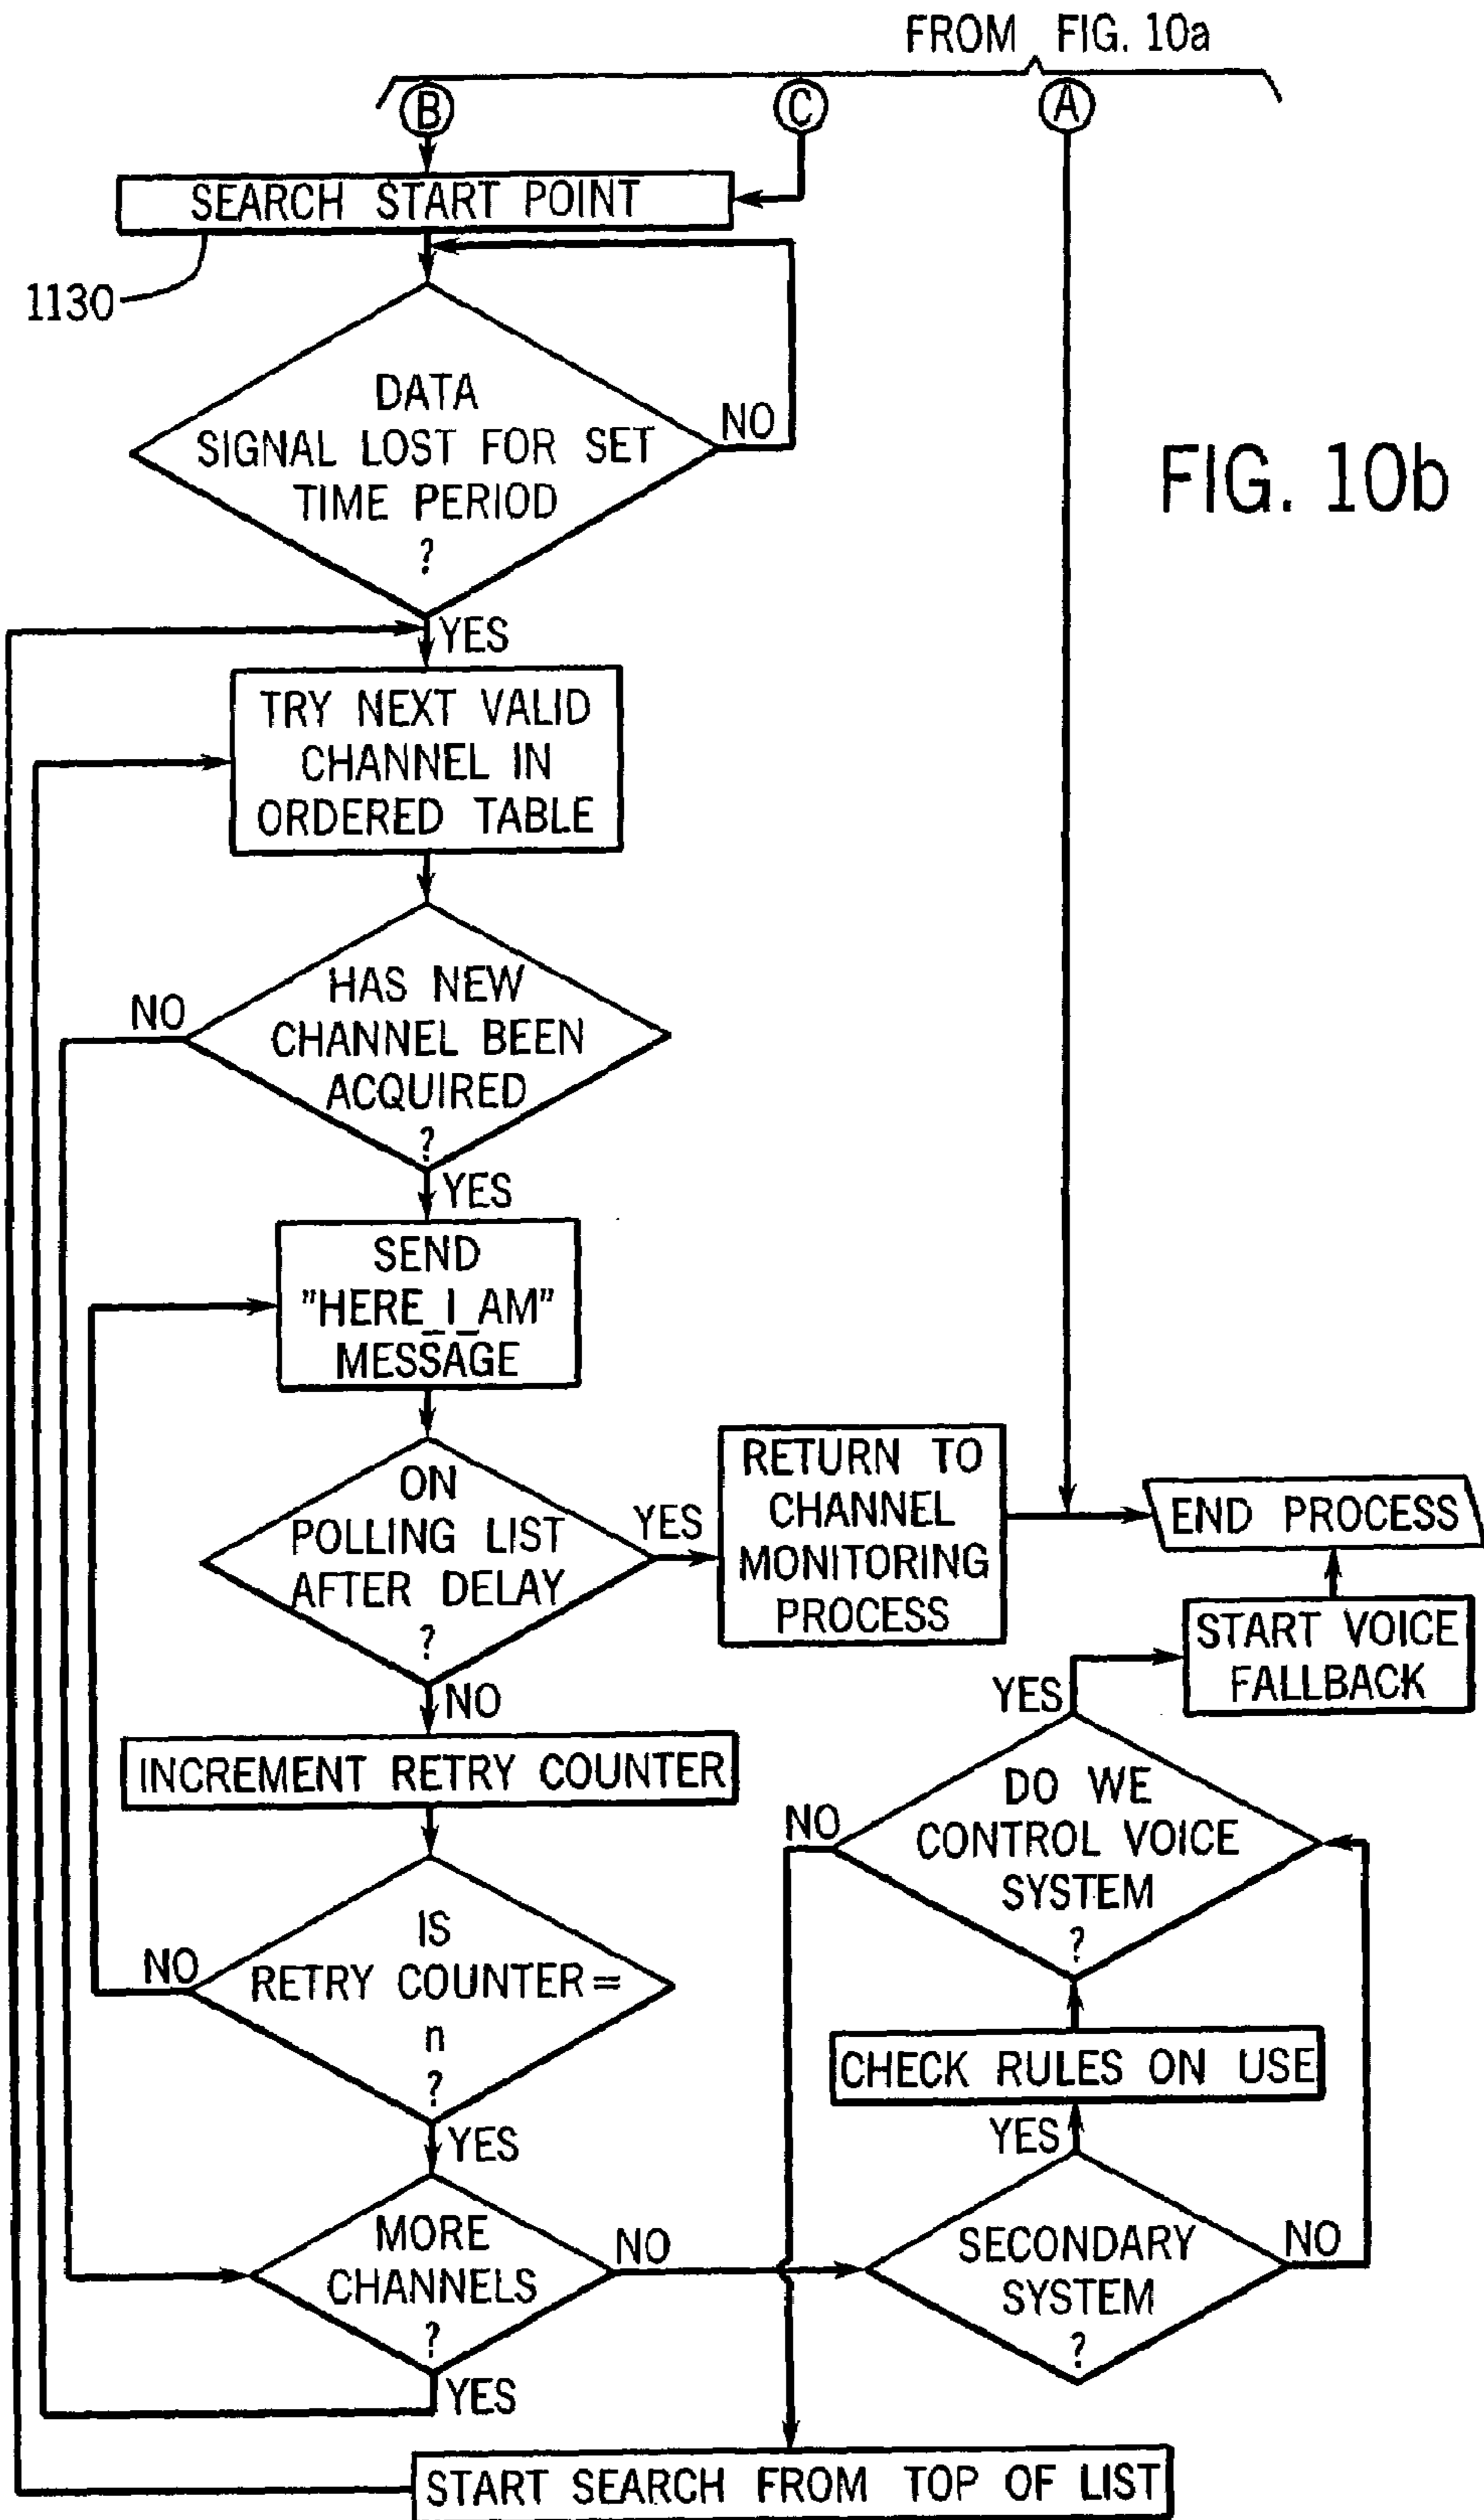 FROM FIG. 10a
B
C
A
SEARCH START POINT
1130
DATA
SIGNAL LOST FOR SET
TIME PERIOD
?
NO
FIG. 10b
YES
TRY NEXT VALID
CHANNEL IN
ORDERED TABLE
HAS NEW
CHANNEL BEEN
ACQUIRED
?
NO
YES
SEND
"HERE_I_AM"
MESSAGE
ON
POLLING LIST
AFTER DELAY
?
YES
RETURN TO
CHANNEL
MONITORING
PROCESS
END PROCESS
START VOICE
FALLBACK
NO
INCREMENT RETRY COUNTER
YES
DO WE
CONTROL VOICE
SYSTEM
?
NO
IS
RETRY COUNTER =
n
?
NO
YES
CHECK RULES ON USE
YES
MORE
CHANNELS
?
NO
YES
SECONDARY
SYSTEM
?
NO
START SEARCH FROM TOP OF LIST